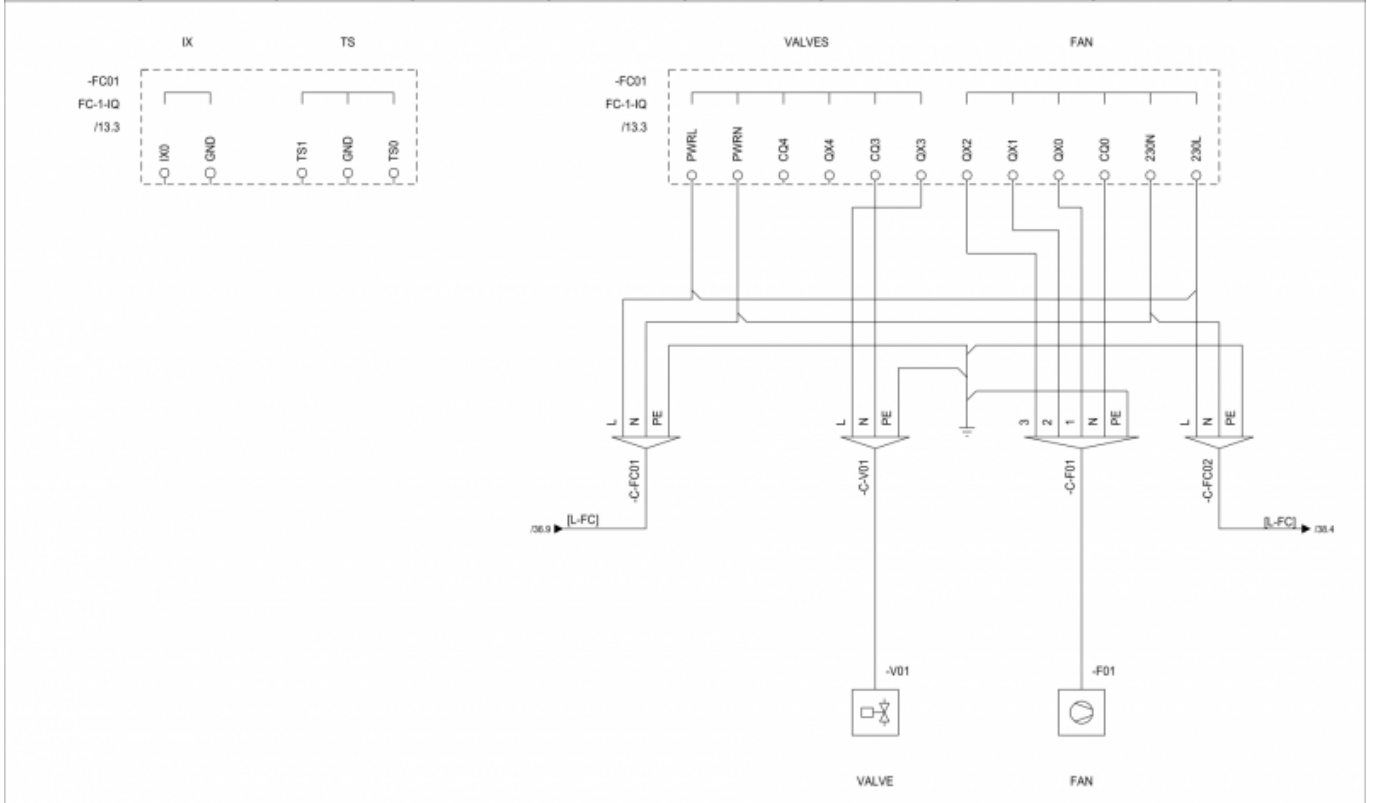 IX TS VALVES FAN
-FC01
FC-1-IQ
/13.3
IX0 GND TS1 GND TS0
-FC01
FC-1-IQ
/13.3
PWRL PWRN CQ4 QX4 CQ3 QX3 QX2 QX1 QX0 CQ0 230N 230L
L N PE L N PE 3 2 1 N PE L N PE
-C-FC01 -C-V01 -C-F01 -C-FC02
/36.9 [L-FC] [L-FC] /38.4
-V01 -F01
VALVE FAN